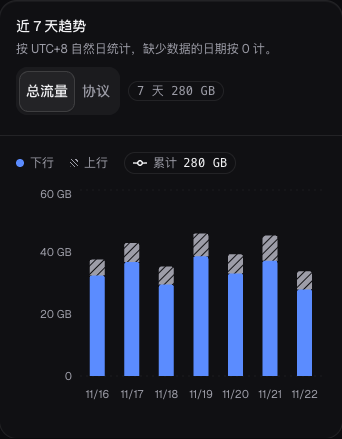 近 7 天趋势
按 UTC+8 自然日统计，缺少数据的日期按 0 计。
总流量 协议 7 天 280 GB
下行 上行 累计 280 GB
60 GB
40 GB
20 GB
0
11/16 11/17 11/18 11/19 11/20 11/21 11/22